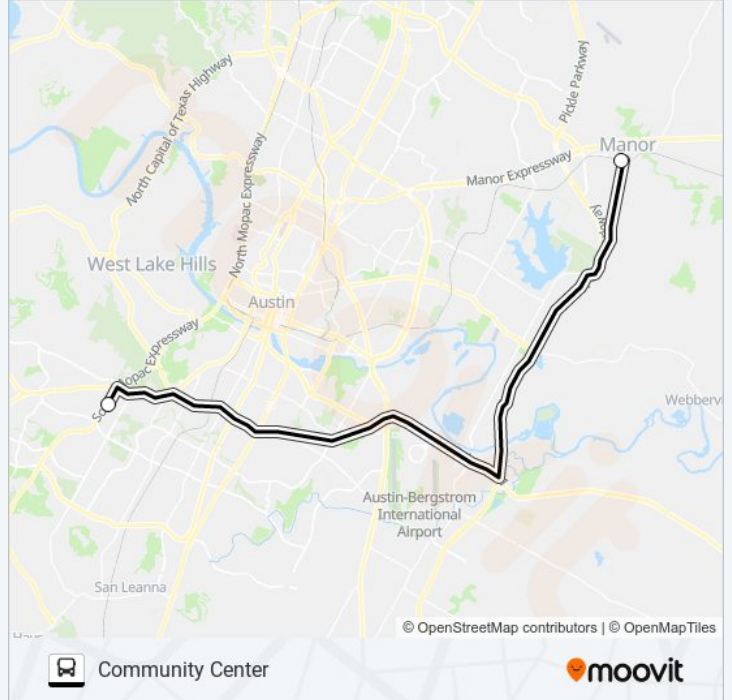 North Capital of Texas Highway
Pickle Parkway
Manor
Manor Expressway
North Mopac Expressway
West Lake Hills
Austin
Mopac Expressway
Austin-Bergstrom
International
Airport
San Leanna
© OpenStreetMap contributors | © OpenMapTiles
Community Center
moovit